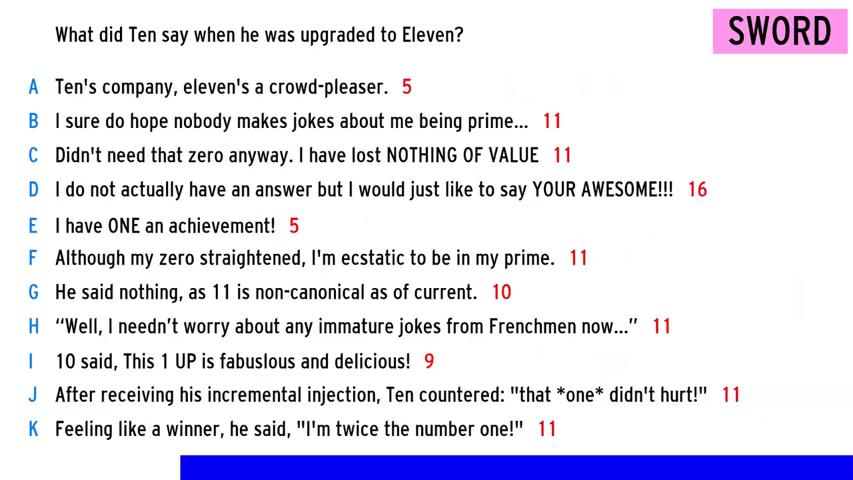 What did Ten say when he was upgraded to Eleven?
SWORD
A Ten's company, eleven's a crowd-pleaser. 5
B I sure do hope nobody makes jokes about me being prime... 11
C Didn't need that zero anyway. I have lost NOTHING OF VALUE 11
D I do not actually have an answer but I would just like to say YOUR AWESOME!!! 16
E I have ONE an achievement! 5
F Although my zero straightened, I'm ecstatic to be in my prime. 11
G He said nothing, as 11 is non-canonical as of current. 10
H “Well, I needn’t worry about any immature jokes from Frenchmen now...” 11
I 10 said, This 1 UP is fabuslous and delicious! 9
J After receiving his incremental injection, Ten countered: "that *one* didn't hurt!" 11
K Feeling like a winner, he said, "I'm twice the number one!" 11